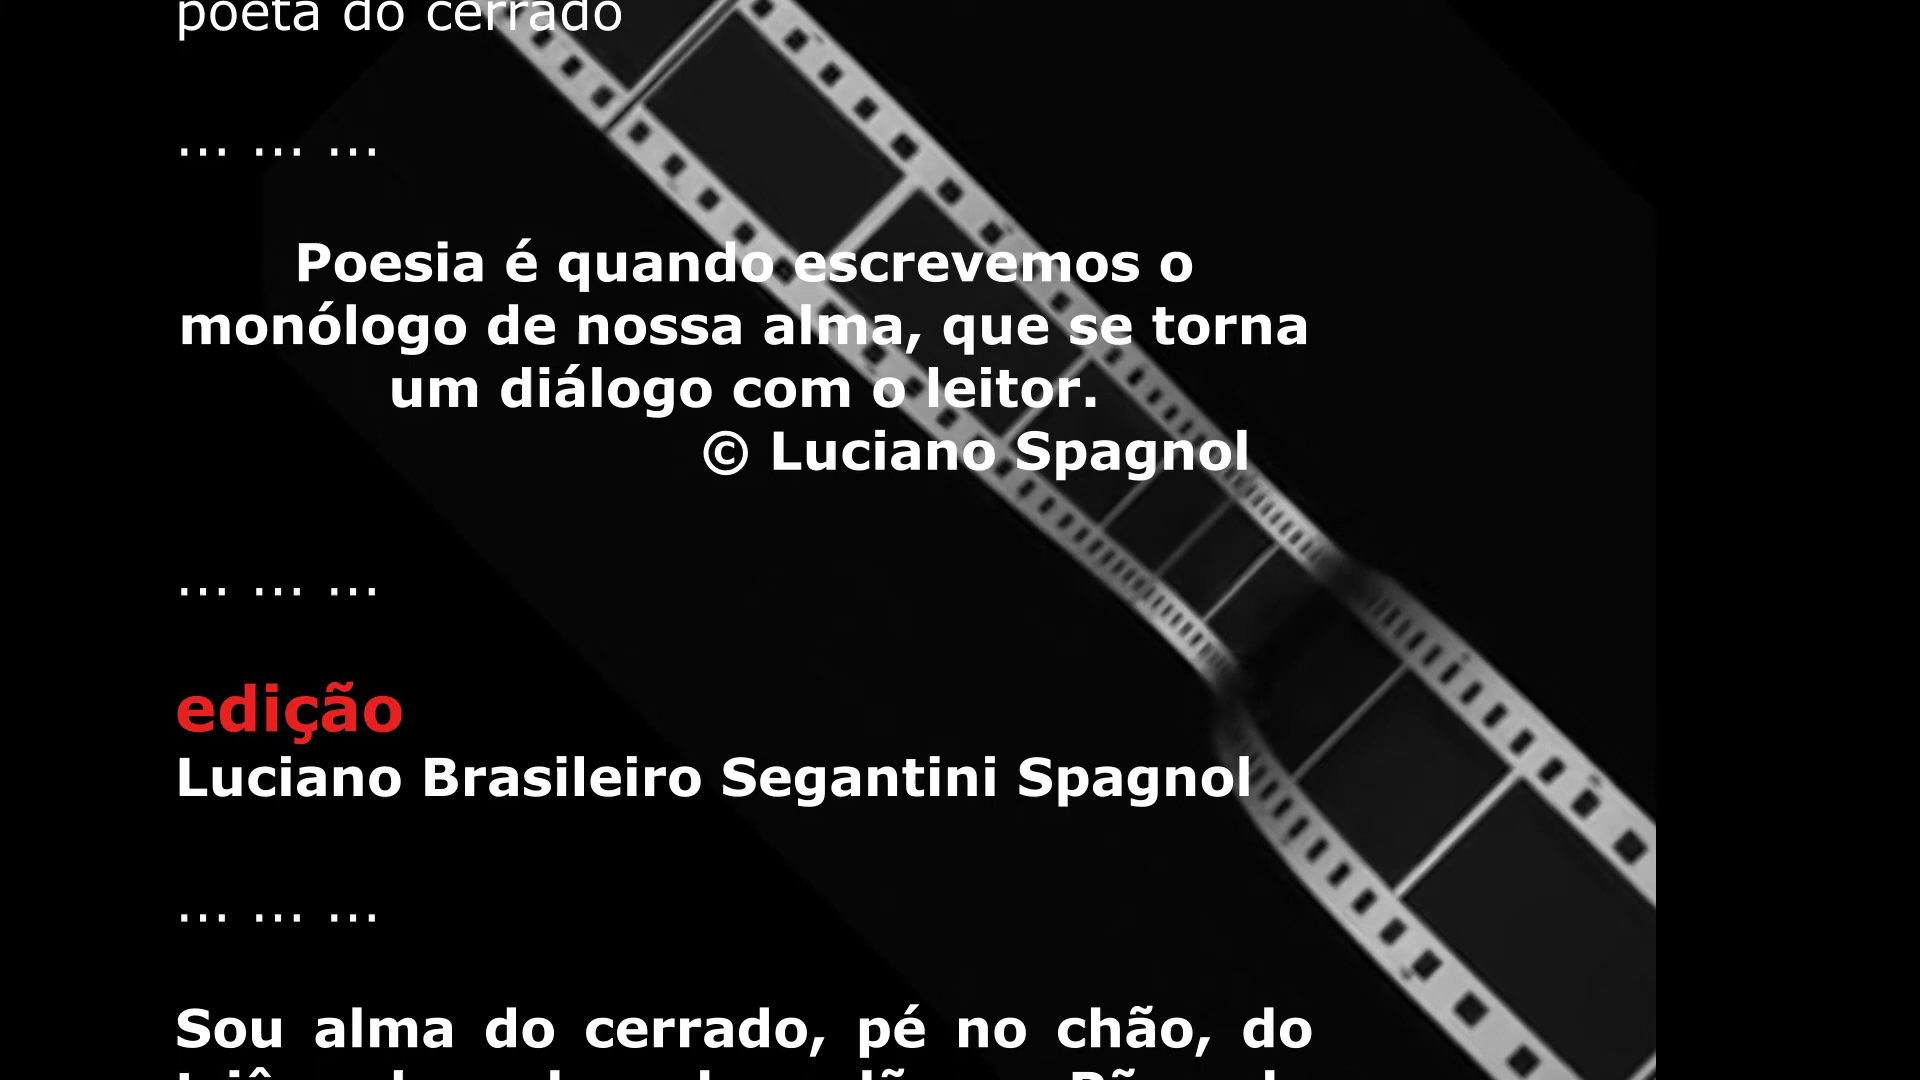 poeta do cerrado
... ... ...
Poesia é quando escrevemos o
monólogo de nossa alma, que se torna
um diálogo com o leitor.
© Luciano Spagnol
... ... ...
edição
Luciano Brasileiro Segantini Spagnol
... ... ...
Sou alma do cerrado, pé no chão, do